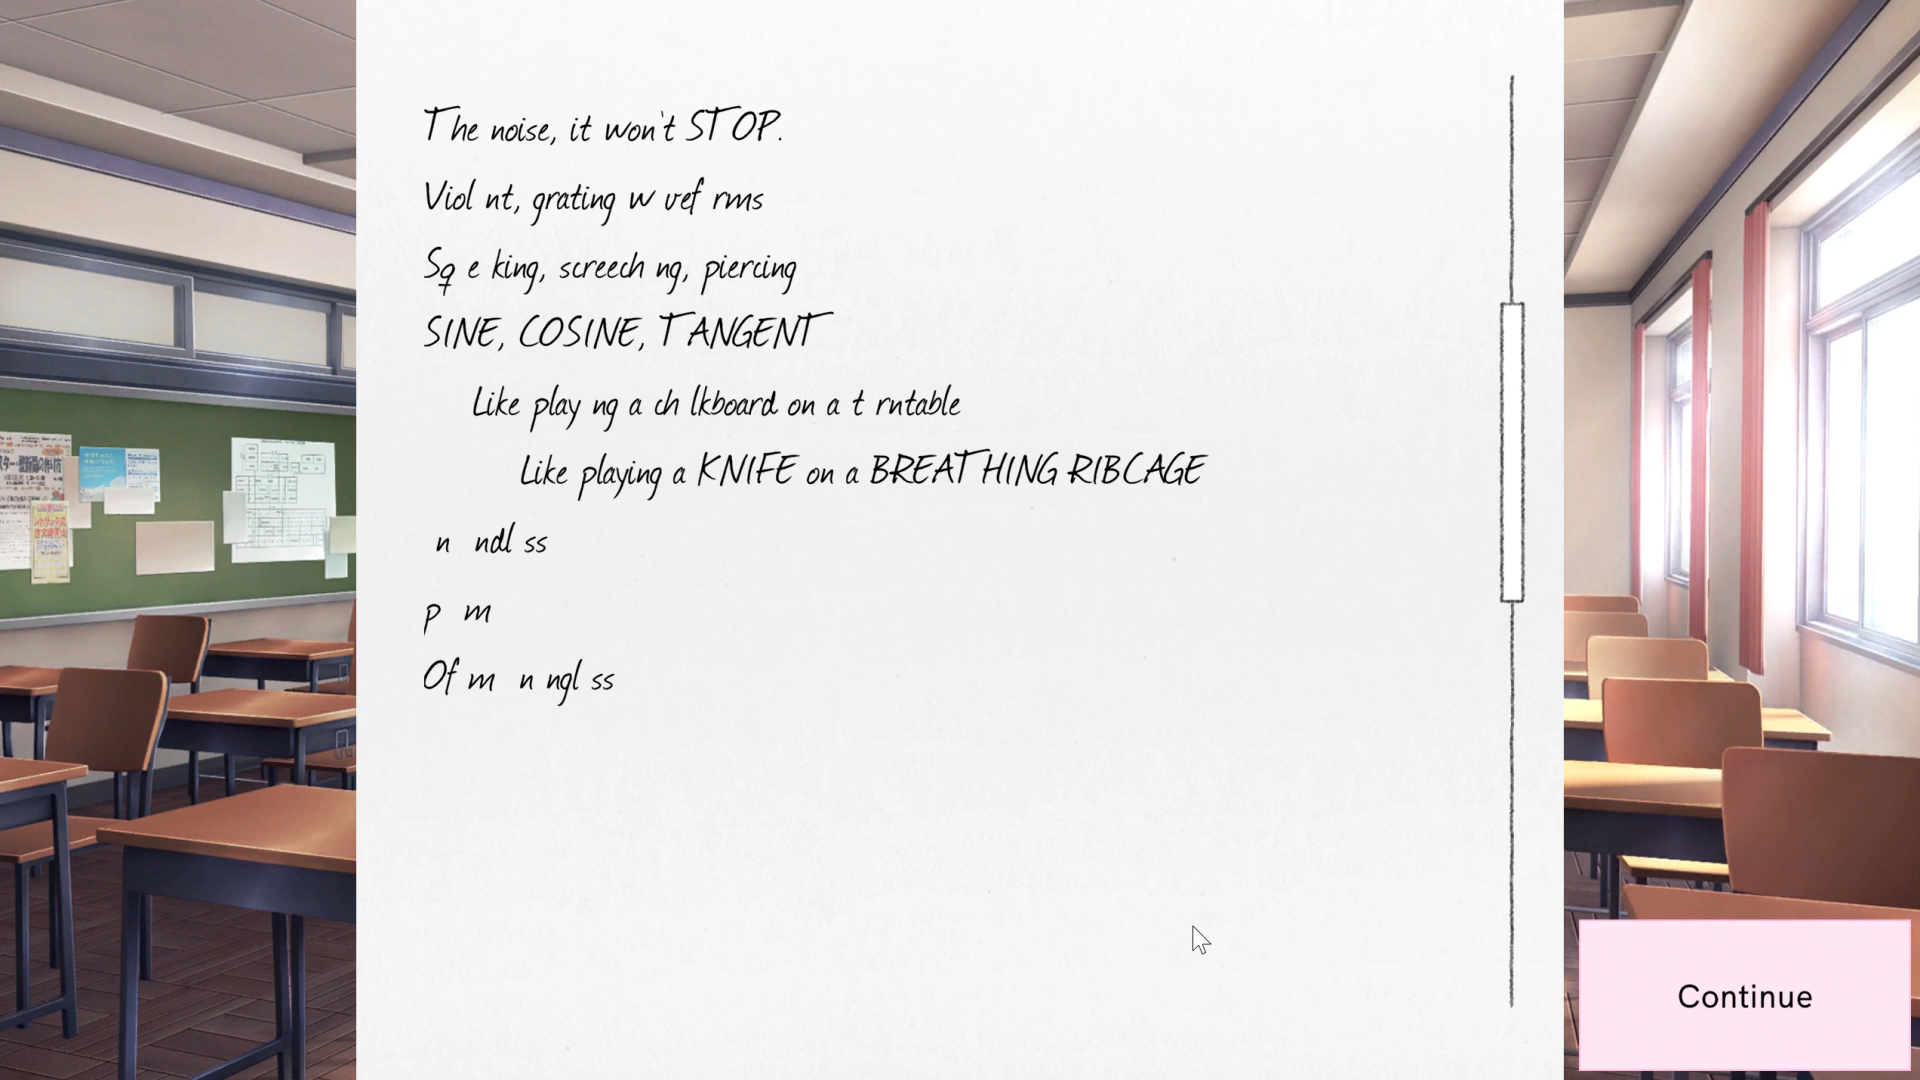 The noise, it won't STOP.
Viol nt, grating w vef rms
Sq e king, screech ng, piercing
SINE, COSINE, TANGENT
Like play ng a ch lkboard on a t rntable
Like playing a KNIFE on a BREATHING RIBCAGE
n ndl ss
p m
Of m n ngl ss
Continue